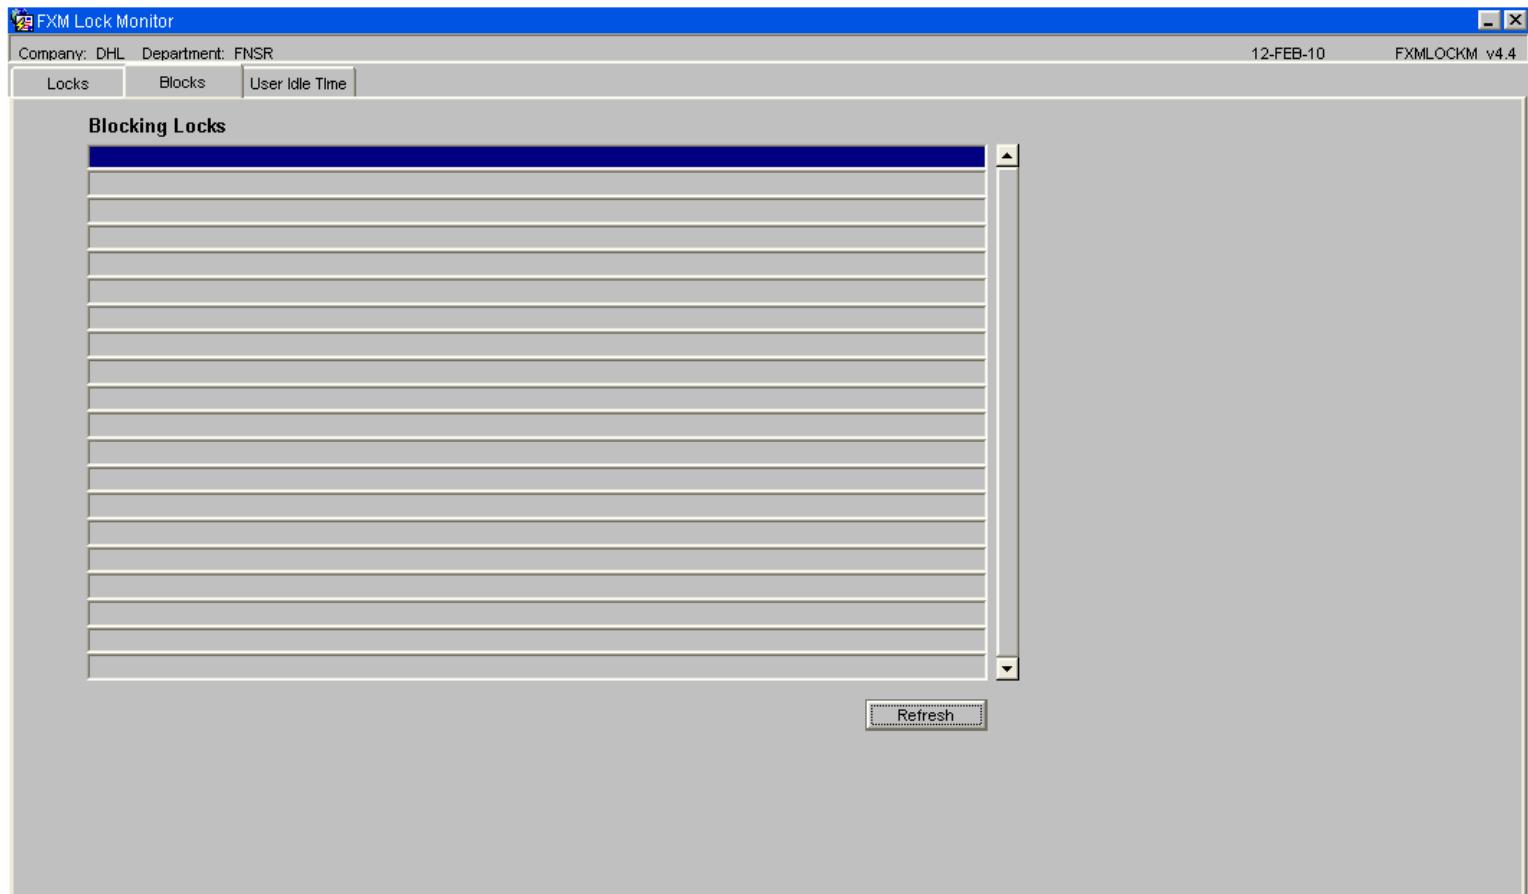 FXM Lock Monitor
Company: DHL Department: FNSR 12-FEB-10 FXMLOCKM v4.4
Locks Blocks User Idle TIme
Blocking Locks
Refresh